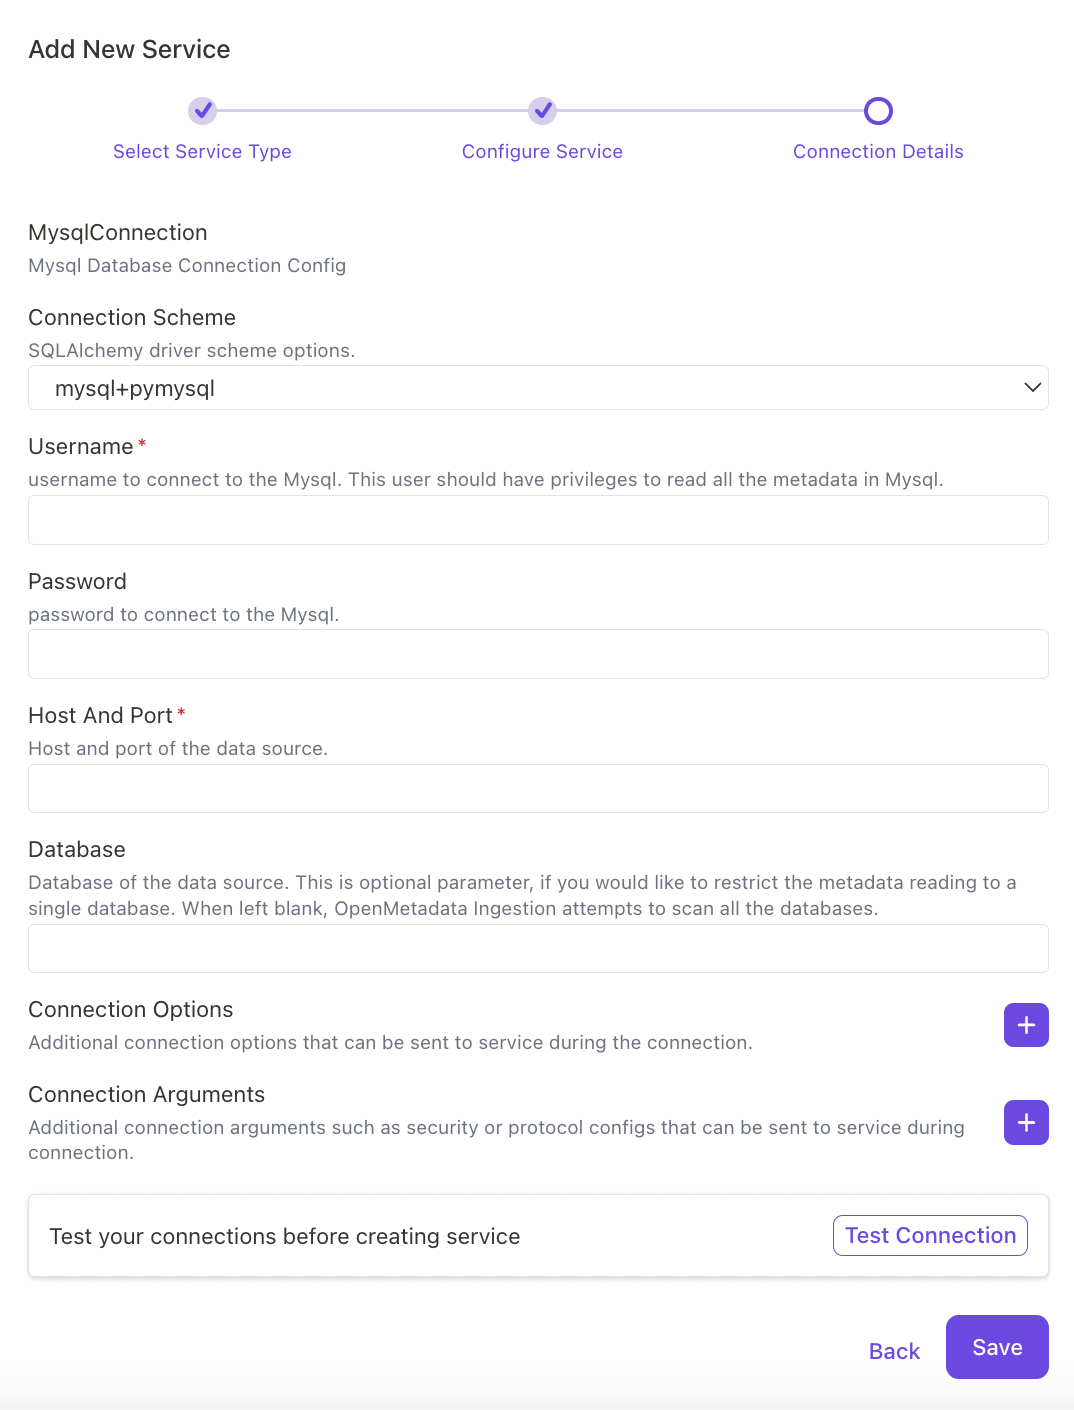 Add New Service
Select Service Type
Configure Service
Connection Details
MysqlConnection
Mysql Database Connection Config
Connection Scheme
SQLAlchemy driver scheme options.
mysql+pymysql
Username*
username to connect to the Mysql. This user should have privileges to read all the metadata in Mysql.
Password
password to connect to the Mysql.
Host And Port*
Host and port of the data source.
Database
Database of the data source. This is optional parameter, if you would like to restrict the metadata reading to a
single database. When left blank, OpenMetadata Ingestion attempts to scan all the databases.
Connection Options
Additional connection options that can be sent to service during the connection.
Connection Arguments
Additional connection arguments such as security or protocol configs that can be sent to service during
connection.
Test your connections before creating service
Test Connection
Back
Save